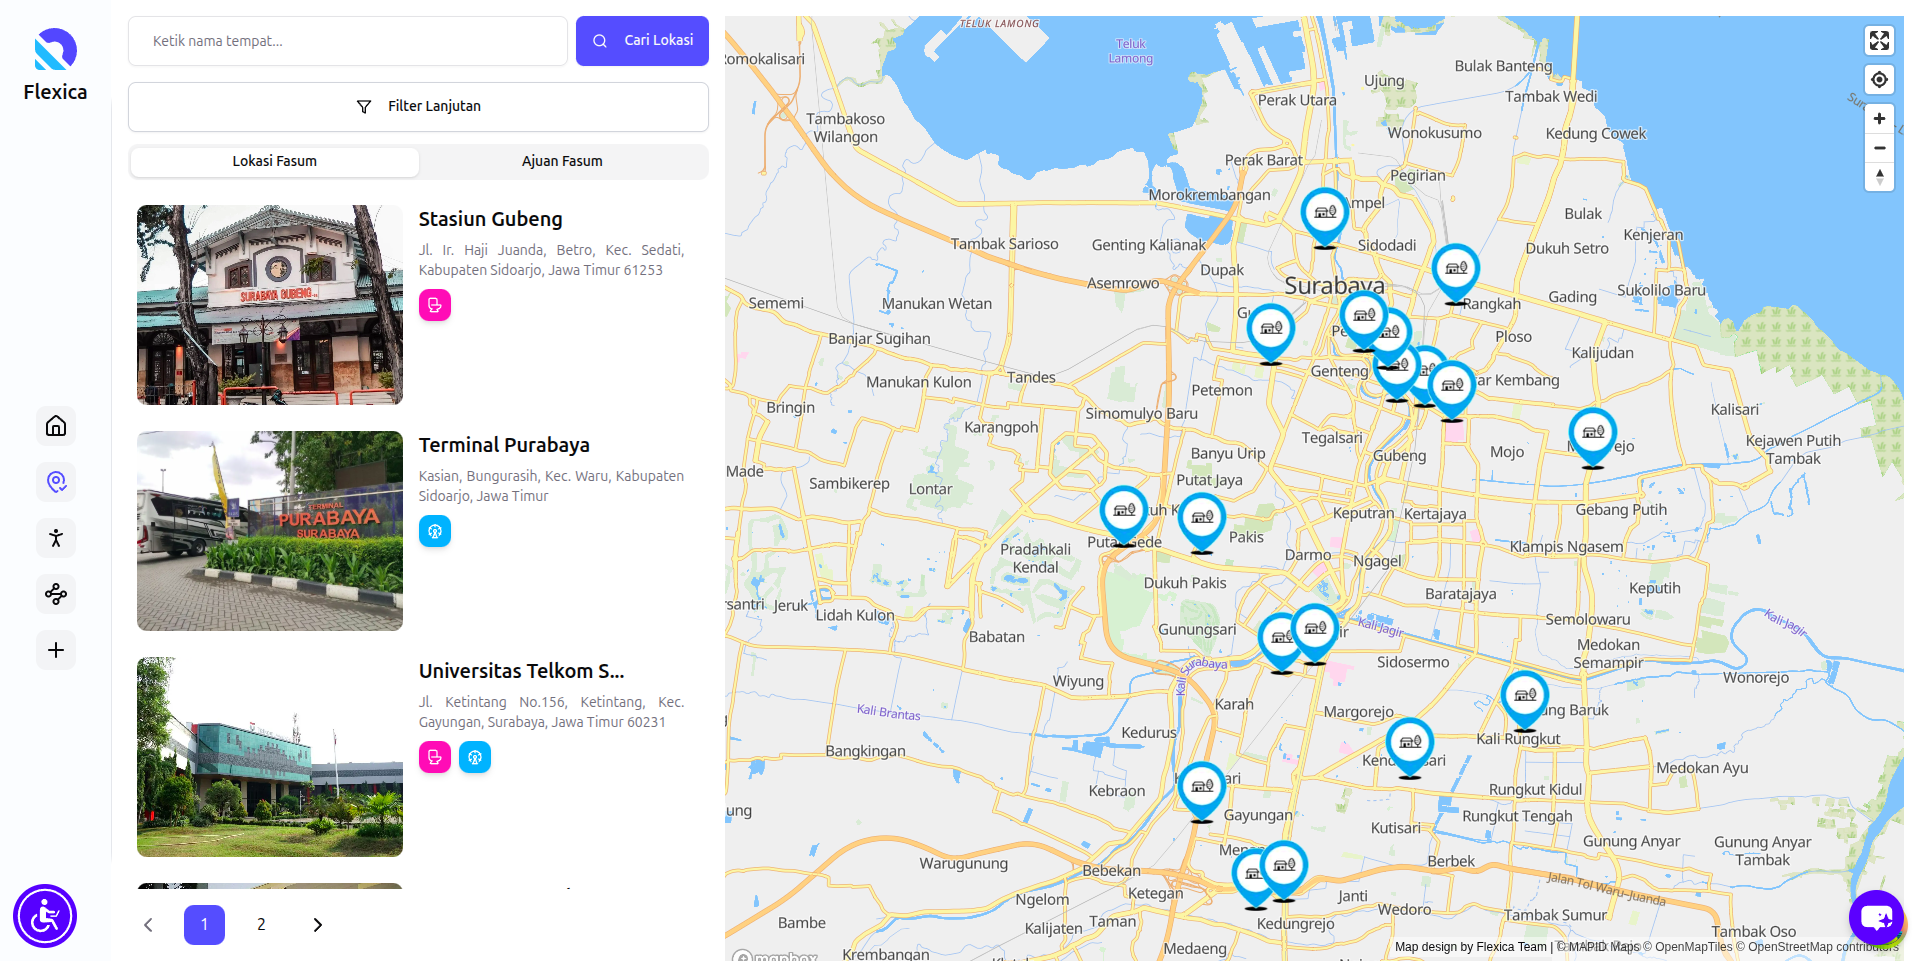 Flexica
Ketik nama tempat...
Cari Lokasi
Filter Lanjutan
Lokasi Fasum
Ajuan Fasum
SURABAYA GUBENG
Stasiun Gubeng
Jl. Ir. Haji Juanda, Betro, Kec. Sedati,
Kabupaten Sidoarjo, Jawa Timur 61253
TERMINAL
PURABAYA
SURABAYA
Terminal Purabaya
Kasian, Bungurasih, Kec. Waru, Kabupaten
Sidoarjo, Jawa Timur
Universitas Telkom S...
Jl. Ketintang No.156, Ketintang, Kec.
Gayungan, Surabaya, Jawa Timur 60231
1
2
TELUK LAMONG
Teluk
Lamong
omokalisari
Bulak Banteng
Ujung
Perak Utara
Tambak Wedi
Tambakoso
Wilangon
Wonokusumo
Kedung Cowek
Perak Barat
Pegirian
Morokrembangan
Ampel
Bulak
Kenjeran
Tambak Sarioso
Genting Kalianak
Sidodadi
Dukuh Setro
Dupak
Asemrowo
Surabaya
Sukolilo Baru
Gading
Sememi
Manukan Wetan
Rangkah
Banjar Sugihan
Ploso
Kalijudan
Genteng
Tandes
Manukan Kulon
Petemon
ar Kembang
Bringin
Simomulyo Baru
Kalisari
Karangpoh
Tegalsari
Kejawen Putih
Tambak
Banyu Urip
Gubeng
Mojo
rejo
Made
Sambikerep
Lontar
Putat Jaya
Keputran
Kertajaya
Gebang Putih
uh K
Pakis
Putat Gede
Pradahkali
Kendal
Darmo
Ngagel
Klampis Ngasem
Dukuh Pakis
Keputih
Baratajaya
rsanti
Jeruk
Lidah Kulon
Semolowaru
Kali Jagir
Kali Jagir
Babatan
Gunungsari
ir
Medokan
Semampir
Sidosermo
Kali Surabaya
Wonorejo
Wiyung
Karah
Kali Brantas
Margorejo
ng Baruk
Kedurus
Kali Rungkut
Bangkingan
Kend
sari
Medokan Ayu
ari
Kebraon
Rungkut Kidul
ung
Gayungan
Rungkut Tengah
Kutisari
Gunung Anyar
Gunung Anyar
Tambak
Warugunung
Berbek
Bebekan
Jalan Tol Waru-Juanda
Ketegan
Janti
Ngelom
Wedoro
Tambak Sumur
Bambe
Taman
Kedungrejo
Kalijaten
Tambak Oso
Medaeng
Krembangan
mapbox
Map design by Flexica Team | © MAPID Maps © OpenMapTiles © OpenStreetMap contributors